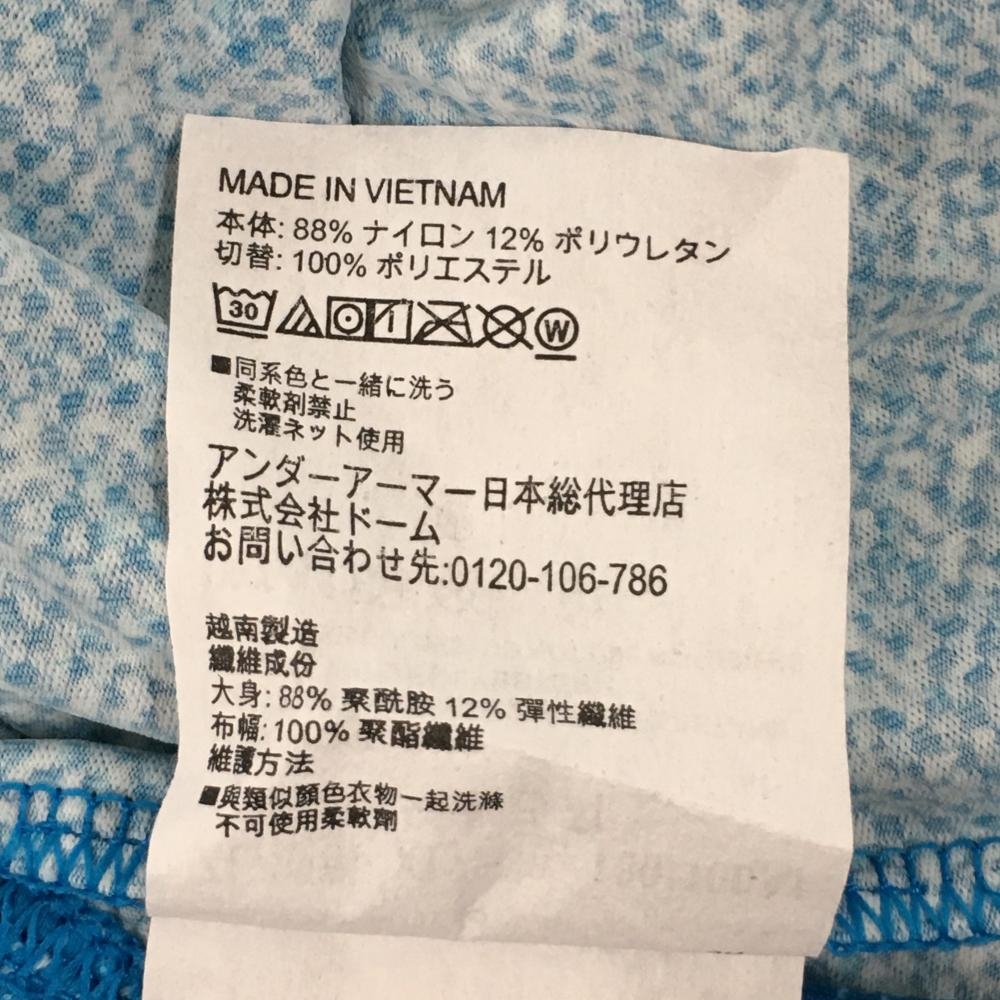 MADE IN VIETNAM
本体: 88% ナイロン 12% ポリウレタン
切替: 100% ポリエステル
30 W
■同系色と一緒に洗う
柔軟剤禁止
洗濯ネット使用
アンダーアーマー日本総代理店
株式会社ドーム
お問い合わせ先:0120-106-786
越南製造
纖維成份
大身: 88% 聚酰胺 12% 彈性纖維
布幅: 100% 聚酯纖維
維護方法
■與類似顏色衣物一起洗滌
不可使用柔軟劑